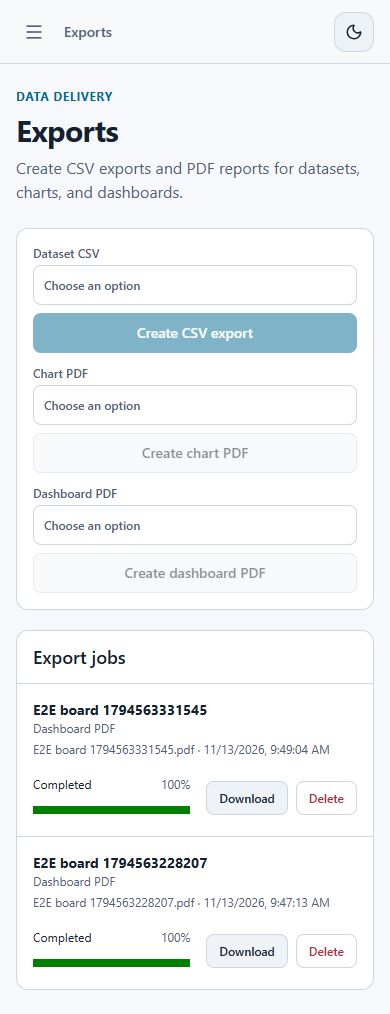 Exports
DATA DELIVERY
Exports
Create CSV exports and PDF reports for datasets,
charts, and dashboards.
Dataset CSV
Choose an option
Create CSV export
Chart PDF
Choose an option
Create chart PDF
Dashboard PDF
Choose an option
Create dashboard PDF
Export jobs
E2E board 1794563331545
Dashboard PDF
E2E board 1794563331545.pdf · 11/13/2026, 9:49:04 AM
Completed 100%
Download Delete
E2E board 1794563228207
Dashboard PDF
E2E board 1794563228207.pdf · 11/13/2026, 9:47:13 AM
Completed 100%
Download Delete